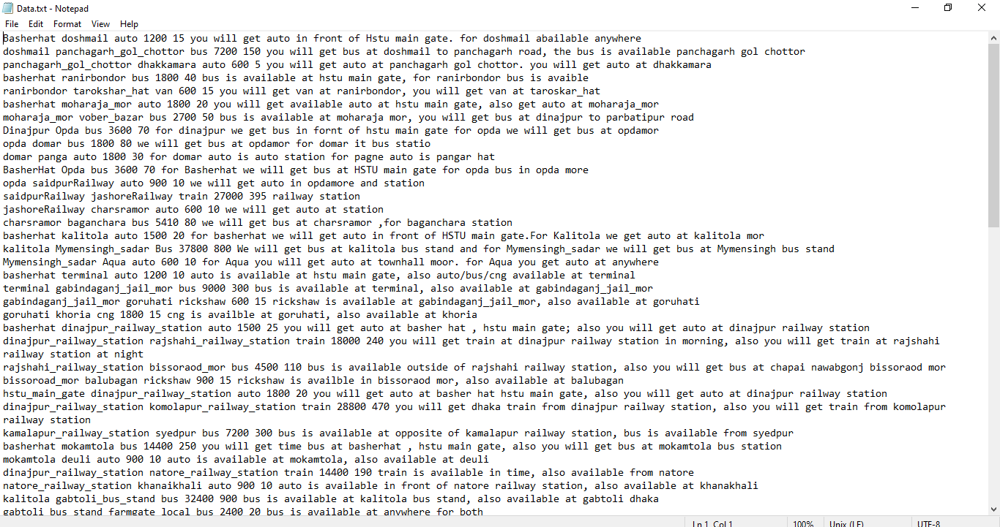 Data.txt - Notepad
File Edit Format View Help
Basherhat doshmail auto 1200 15 you will get auto in front of Hstu main gate. for doshmail abailable anywhere
doshmail panchagarh_gol_chottor bus 7200 150 you will get bus at doshmail to panchagarh road, the bus is available panchagarh gol chottor
panchagarh_gol_chottor dhakkamara auto 600 5 you will get auto at panchagarh gol chottor. you will get auto at dhakkamara
basherhat ranirbondor bus 1800 40 bus is available at hstu main gate, for ranirbondor bus is avaible
ranirbondor tarokshar_hat van 600 15 you will get van at ranirbondor, you will get van at taroskar_hat
basherhat moharaja_mor auto 1800 20 you will get available auto at hstu main gate, also get auto at moharaja_mor
moharaja_mor vober_bazar bus 2700 50 bus is available at moharaja mor, you will get bus at dinajpur to parbatipur road
Dinajpur Opda bus 3600 70 for dinajpur we get bus in fornt of hstu main gate for opda we will get bus at opdamor
opda domar bus 1800 80 we will get bus at opdamor for domar it bus statio
domar panga auto 1800 30 for domar auto is auto station for pagne auto is pangar hat
BasherHat Opda bus 3600 70 for Basherhat we will get bus at HSTU main gate for opda bus in opda more
opda saidpurRailway auto 900 10 we will get auto in opdamore and station
saidpurRailway jashoreRailway train 27000 395 railway station
jashoreRailway charsramor auto 600 10 we will get auto at station
charsramor baganchara bus 5410 80 we will get bus at charsramor ,for baganchara station
basherhat kalitola auto 1500 20 for basherhat we will get auto in front of HSTU main gate.For Kalitola we get auto at kalitola mor
kalitola Mymensingh_sadar Bus 37800 800 We will get bus at kalitola bus stand and for Mymensingh_sadar we will get bus at Mymensingh bus stand
Mymensingh_sadar Aqua auto 600 10 for Aqua you will get auto at townhall moor. for Aqua you get auto at anywhere
basherhat terminal auto 1200 10 auto is available at hstu main gate, also auto/bus/cng available at terminal
terminal gabindaganj_jail_mor bus 9000 300 bus is available at terminal, also available at gabindaganj_jail_mor
gabindaganj_jail_mor goruhati rickshaw 600 15 rickshaw is available at gabindaganj_jail_mor, also available at goruhati
goruhati khoria cng 1800 15 cng is availble at goruhati, also available at khoria
basherhat dinajpur_railway_station auto 1500 25 you will get auto at basher hat , hstu main gate; also you will get auto at dinajpur railway station
dinajpur_railway_station rajshahi_railway_station train 18000 240 you will get train at dinajpur railway station in morning, also you will get train at rajshahi
railway station at night
rajshahi_railway_station bissoraod_mor bus 4500 110 bus is available outside of rajshahi railway station, also you will get bus at chapai nawabgonj bissoraod mor
bissoroad_mor balubagan rickshaw 900 15 rickshaw is availble in bissoraod mor, also available at balubagan
hstu_main_gate dinajpur_railway_station auto 1800 20 you will get auto at basher hat hstu main gate, also you will get auto at dinajpur railway station
dinajpur_railway_station komolapur_railway_station train 28800 470 you will get dhaka train from dinajpur railway station, also you will get train from komolapur
railway station
kamalapur_railway_station syedpur bus 7200 300 bus is available at opposite of kamalapur railway station, bus is available from syedpur
basherhat mokamtola bus 14400 250 you will get time bus at basherhat , hstu main gate, also you will get bus at mokamtola bus station
mokamtola deuli auto 900 10 auto is available at mokamtola, also available at deuli
dinajpur_railway_station natore_railway_station train 14400 190 train is available in time, also available from natore
natore_railway_station khanaikhali auto 900 10 auto is available in front of natore railway station, also available at khanakhali
kalitola gabtoli_bus_stand bus 32400 900 bus is available at kalitola bus stand, also available at gabtoli dhaka
gabtoli_bus_stand farmgate local_bus 2400 20 bus is available at anywhere for both
Ln 1, Col 1 100% Unix (LF) UTF-8